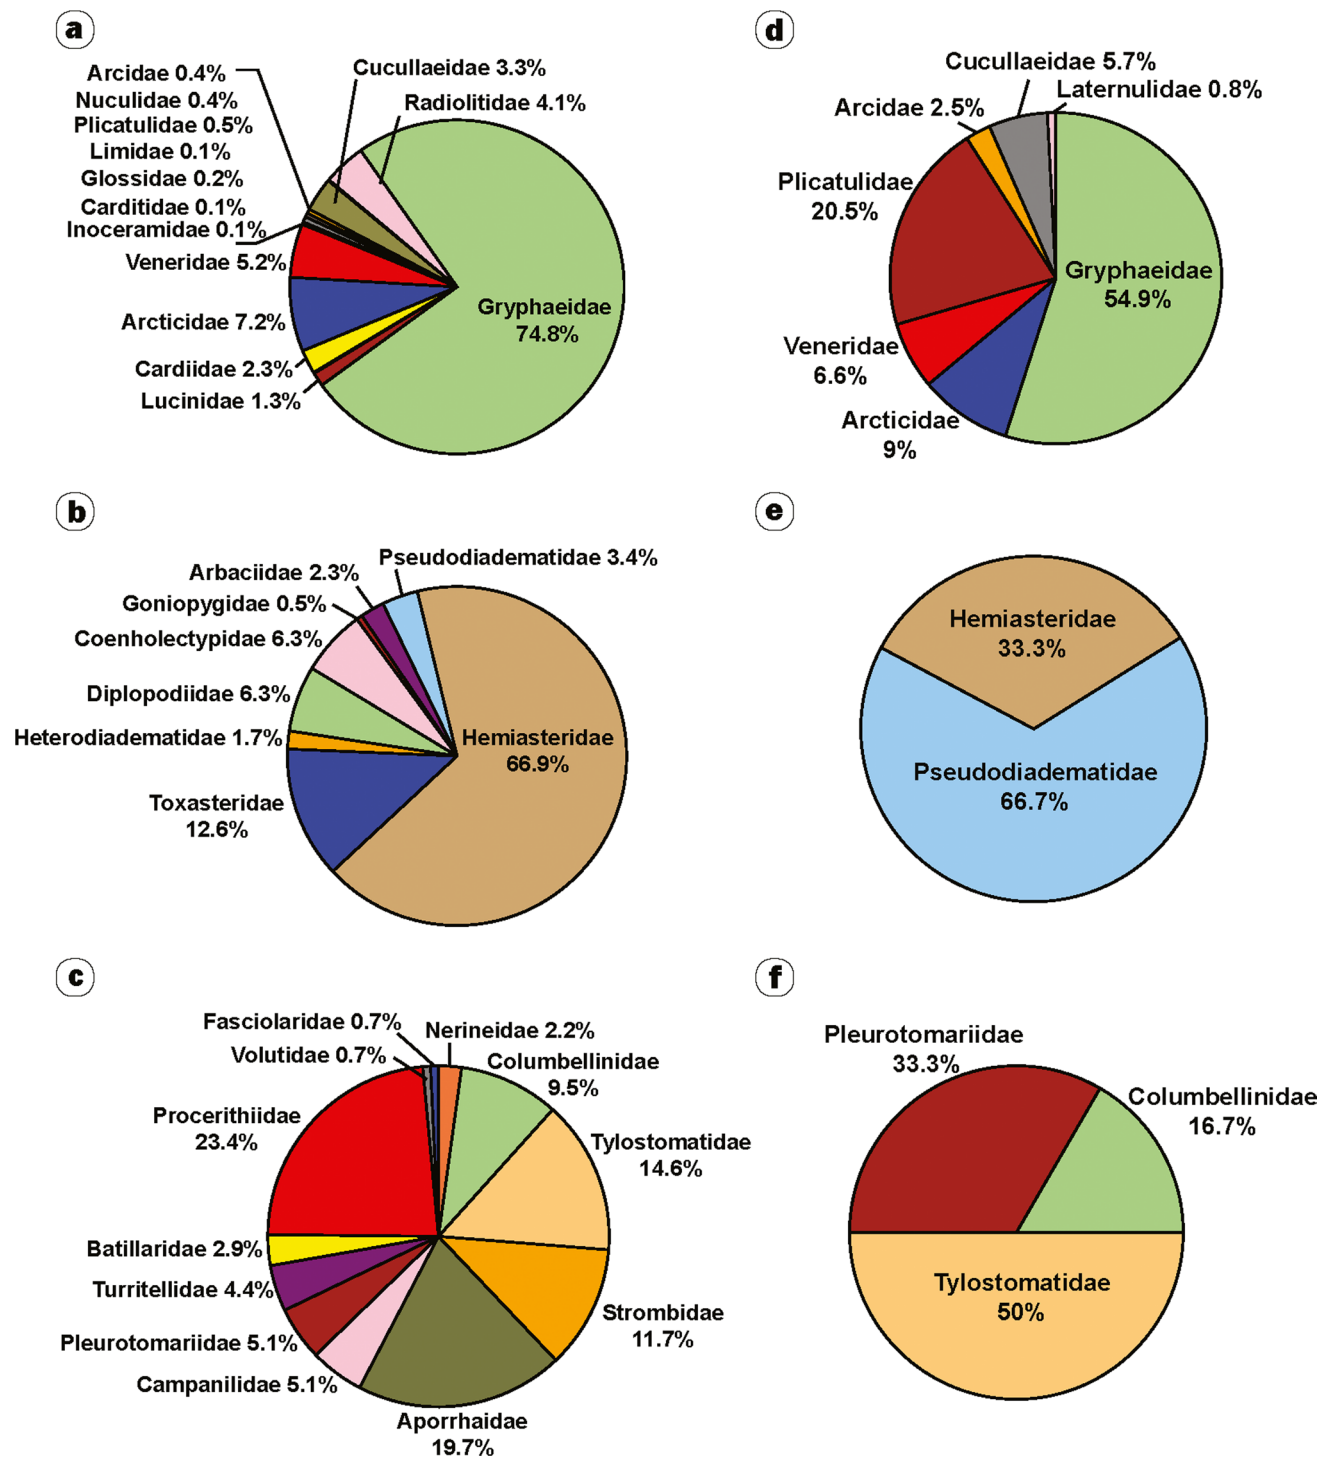 a
Arcidae 0.4%
Nuculidae 0.4%
Plicatulidae 0.5%
Limidae 0.1%
Glossidae 0.2%
Carditidae 0.1%
Inoceramidae 0.1%
Veneridae 5.2%
Arcticidae 7.2%
Cardiidae 2.3%
Lucinidae 1.3%
Cucullaeidae 3.3%
Radiolitidae 4.1%
Gryphaeidae
74.8%
d
Cucullaeidae 5.7%
Laternulidae 0.8%
Arcidae 2.5%
Plicatulidae
20.5%
Gryphaeidae
54.9%
Veneridae
6.6%
Arcticidae
9%
b
Pseudodiadematidae 3.4%
Arbaciidae 2.3%
Goniopygidae 0.5%
Coenholectypidae 6.3%
Diplopodiidae 6.3%
Heterodiadematidae 1.7%
Toxasteridae
12.6%
Hemiasteridae
66.9%
e
Hemiasteridae
33.3%
Pseudodiadematidae
66.7%
c
Fasciolaridae 0.7%
Volutidae 0.7%
Nerineidae 2.2%
Columbellinidae
9.5%
Procerithiidae
23.4%
Tylostomatidae
14.6%
Batillaridae 2.9%
Turritellidae 4.4%
Strombidae
11.7%
Pleurotomariidae 5.1%
Campanilidae 5.1%
Aporrhaidae
19.7%
f
Pleurotomariidae
33.3%
Columbellinidae
16.7%
Tylostomatidae
50%